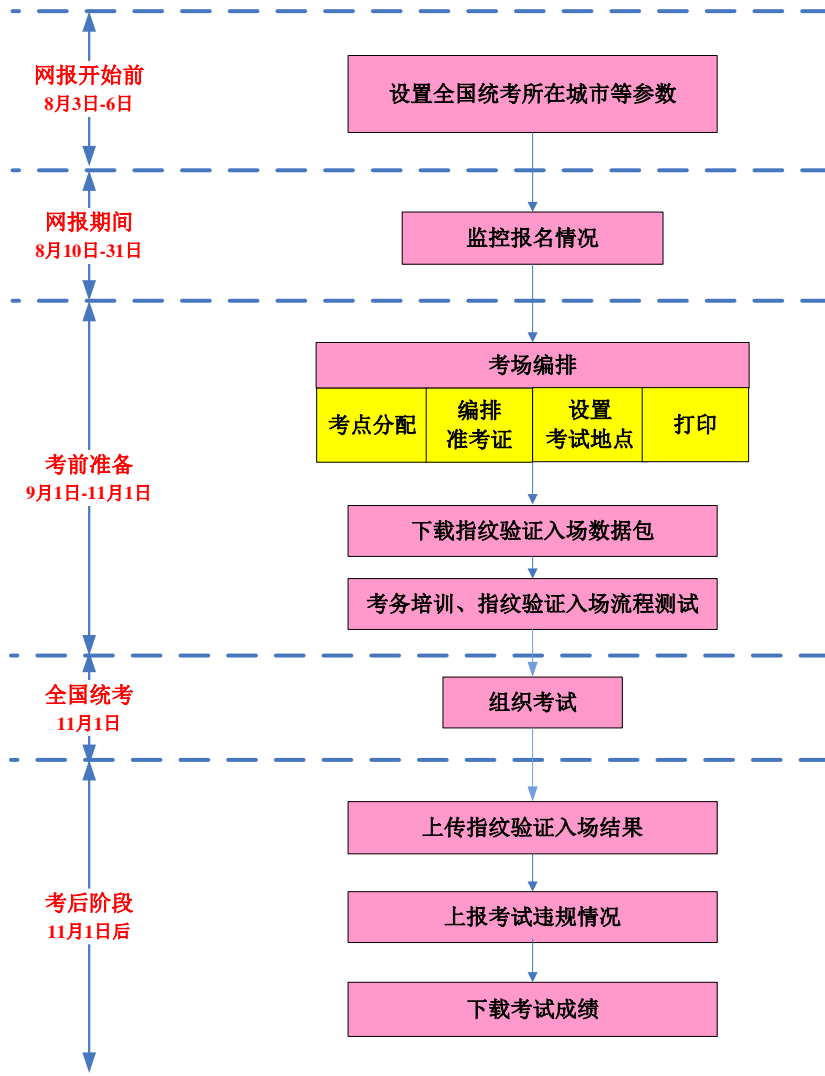 网报开始前
8月3日-6日
设置全国统考所在城市等参数
网报期间
8月10日-31日
监控报名情况
考场编排
考点分配
编排
准考证
设置
考试地点
打印
考前准备
9月1日-11月1日
下载指纹验证入场数据包
考务培训、指纹验证入场流程测试
全国统考
11月1日
组织考试
上传指纹验证入场结果
考后阶段
11月1日后
上报考试违规情况
下载考试成绩